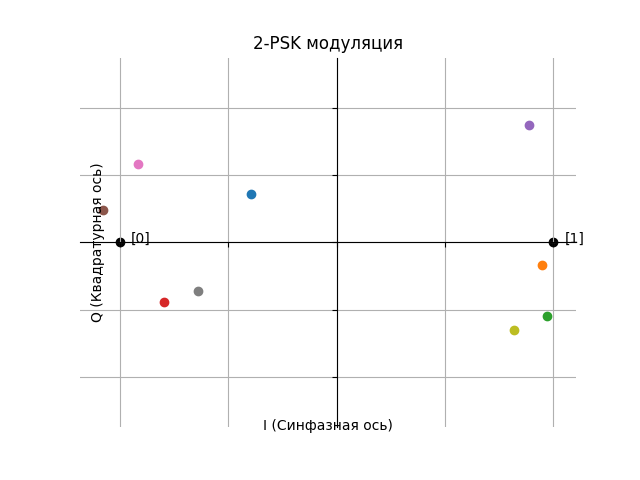 2-PSK модуляция
[0]
[1]
Q (Квадратурная ось)
I (Синфазная ось)